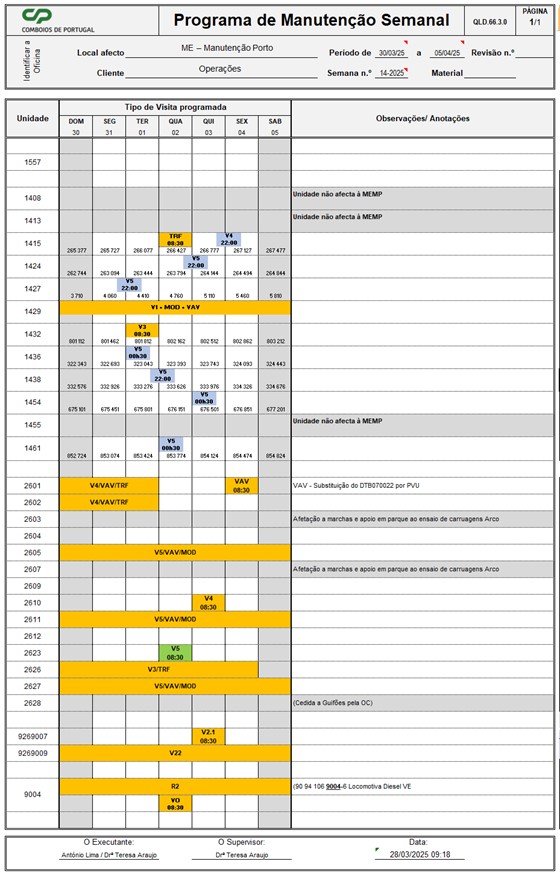 CP
COMBOIOS DE PORTUGAL
Programa de Manutenção Semanal
QLD.66.3.0
PÁGINA
1/1
Identificar a Oficina
Local afecto ME – Manutenção Porto Periodo de 30/03/25 a 05/04/25 Revisão n.º
Cliente Operações Semana n.º 14-2025 Material
Unidade Tipo de Visita programada Observações/ Anotações
DOM SEG TER QUA QUI SEX SAB
30 31 01 02 03 04 05
1557
1408 Unidade não afecta à MEMP
1413 Unidade não afecta à MEMP
1415 TRF 08:30 V4 22:00
265 377 265 727 266 077 266 427 266 777 267 127 267 477
1424 V5 22:00
262 744 263 094 263 444 263 794 264 144 264 494 264 844
1427 V5 22:00
3 710 4 060 4 410 4 760 5 110 5 460 5 810
1429 VI + MOD + VAV
1432 V3 08:30
801 112 801 462 801 812 802 162 802 512 802 862 803 212
1436 V5 00h30
322 343 322 693 323 043 323 393 323 743 324 093 324 443
1438 V5 22:00
332 576 332 926 333 276 333 626 333 976 334 326 334 676
1454 V5 00h30
675 101 675 451 675 801 676 151 676 501 676 851 677 201
1455 Unidade não afecta à MEMP
1461 V5 00h30
852 724 853 074 853 424 853 774 854 124 854 474 854 824
2601 V4/VAV/TRF VAV 08:30 VAV - Substituição do DTB070022 por PVU
2602 V4/VAV/TRF
2603 Afetação a marchas e apoio em parque ao ensaio de carruagens Arco
2604
2605 V5/VAV/MOD
2607 Afetação a marchas e apoio em parque ao ensaio de carruagens Arco
2609
2610 V4 08:30
2611 V5/VAV/MOD
2612
2623 V5 08:30
2626 V3/TRF
2627 V5/VAV/MOD
2628 (Cedida a Guifões pela OC)
9269007 V2.1 08:30
9269009 V22
9004 R2 (90 94 106 9004-6 Locomotiva Diesel VE
VO 08:30
O Executante: O Supervisor: Data:
António Lima / Drª Teresa Araujo Drª Teresa Araujo 28/03/2025 09:18